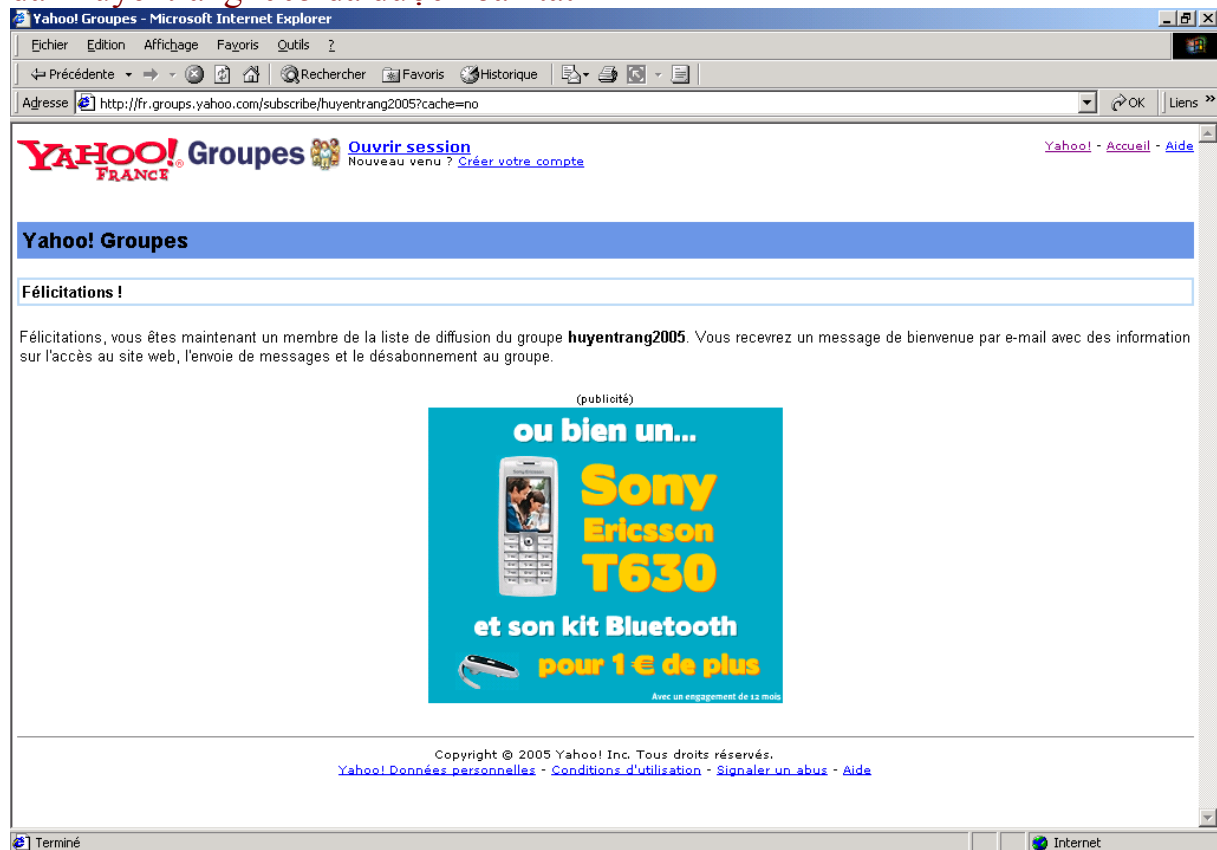 Yahoo! Groupes - Microsoft Internet Explorer
Fichier Edition Affichage Favoris Outils ?
Précédente Rechercher Favoris Historique
Adresse http://fr.groups.yahoo.com/subscribe/huyentrang2005?cache=no OK Liens »
YAHOO! Groupes Ouvrir session Yahoo! - Accueil - Aide
FRANCE Nouveau venu ? Créer votre compte
Yahoo! Groupes
Félicitations !
Félicitations, vous êtes maintenant un membre de la liste de diffusion du groupe huyentrang2005. Vous recevrez un message de bienvenue par e-mail avec des information
sur l'accès au site web, l'envoie de messages et le désabonnement au groupe.
(publicité)
ou bien un...
Sony
Ericsson
T630
et son kit Bluetooth
pour 1 € de plus
Avec un engagement de 12 mois
Copyright © 2005 Yahoo! Inc. Tous droits réservés.
Yahoo! Données personnelles - Conditions d'utilisation - Signaler un abus - Aide
Terminé Internet